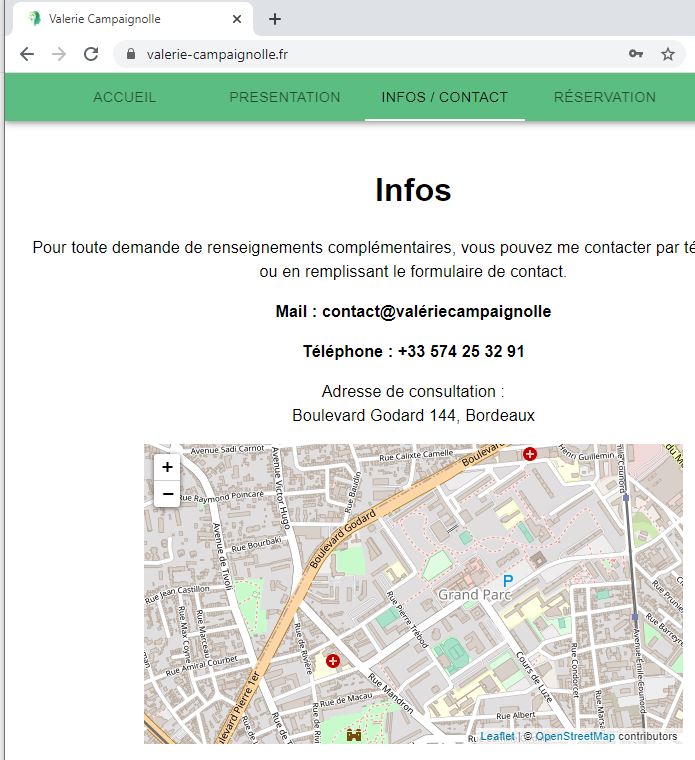 Valerie Campaignolle
valerie-campaignolle.fr
ACCUEIL PRESENTATION INFOS / CONTACT RÉSERVATION
Infos
Pour toute demande de renseignements complémentaires, vous pouvez me contacter par té
ou en remplissant le formulaire de contact.
Mail : contact@valériecampaignolle
Téléphone : +33 574 25 32 91
Adresse de consultation :
Boulevard Godard 144, Bordeaux
+
−
Avenue Sadi Carnot
Avenue Victor Hugo
Rue Calixte Camelle
Boulevard
Henri Guillemin
Rue Raymond Poincaré
Rue Baudin
Boulevard Godard
Avenue de Tivoli
Rue Bourbaki
Rue Jean Castillon
Rue Max Coyne
Rue Marceau
Rue Amiral Courbet
Rue de Rivière
Rue Pierre Trébod
P
Grand Parc
Rue Mandron
Cours de Luze
Rue Condorcet
Avenue Émile Counord
Rue de Macau
Rue Albert
ulevard Pierre 1er
Leaflet | © OpenStreetMap contributors